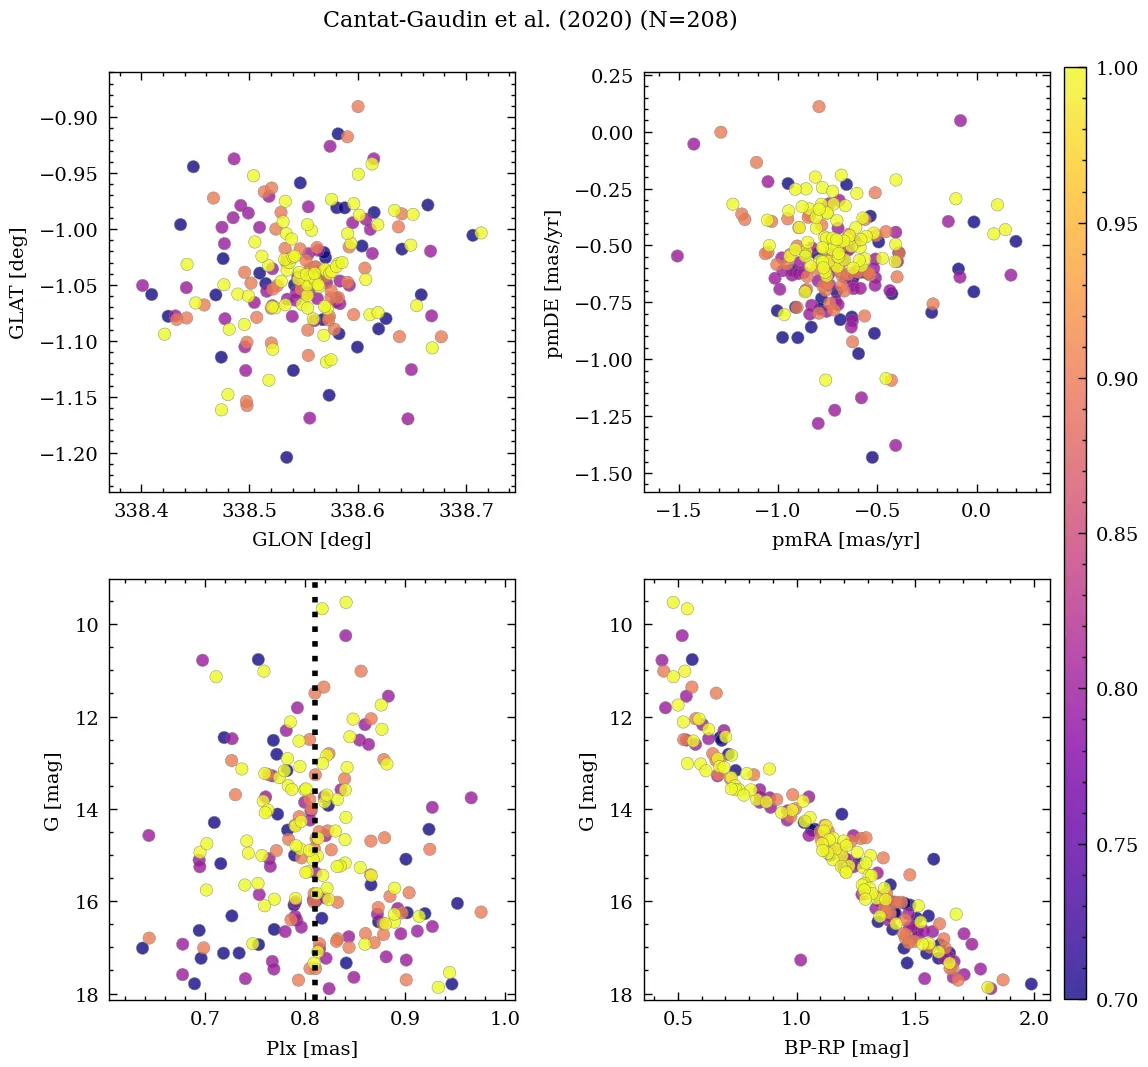 Cantat-Gaudin et al. (2020) (N=208)
−0.90
−0.95
−1.00
−1.05
−1.10
−1.15
−1.20
GLAT [deg]
338.4 338.5 338.6 338.7
GLON [deg]
0.25
0.00
−0.25
−0.50
−0.75
−1.00
−1.25
−1.50
pmDE [mas/yr]
−1.5 −1.0 −0.5 0.0
pmRA [mas/yr]
10
12
14
16
18
G [mag]
0.7 0.8 0.9 1.0
Plx [mas]
10
12
14
16
18
G [mag]
0.5 1.0 1.5 2.0
BP-RP [mag]
1.00
0.95
0.90
0.85
0.80
0.75
0.70